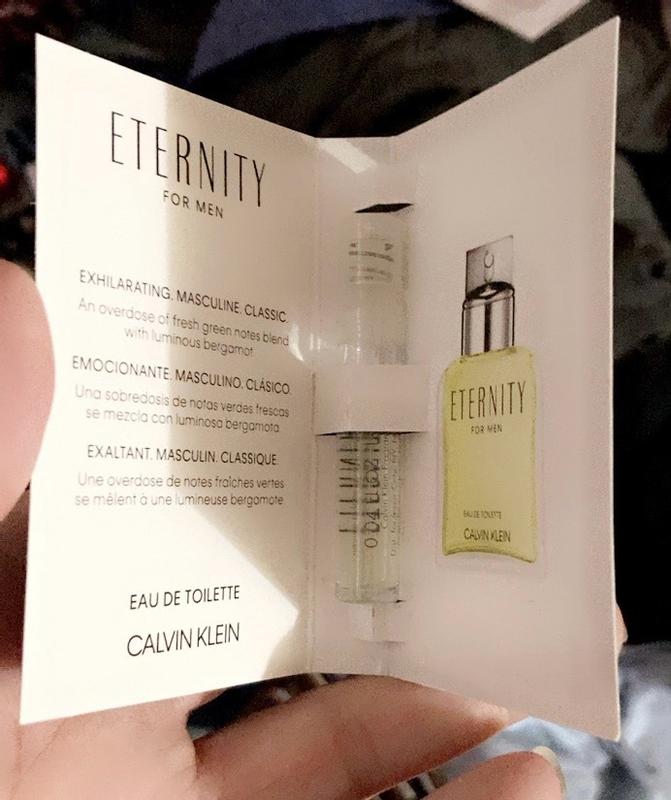 ETERNITY
FOR MEN
EXHILARATING. MASCULINE. CLASSIC.
An overdose of fresh green notes blend
with luminous bergamot.
EMOCIONANTE. MASCULINO. CLÁSICO.
Una sobredosis de notas verdes frescas
se mezcla con luminosa bergamota.
EXALTANT. MASCULIN. CLASSIQUE.
Une overdose de notes fraîches vertes
se mêlent à une lumineuse bergamote.
EAU DE TOILETTE
CALVIN KLEIN
Calvin Klein
ETERNITY
FOR MEN
EAU DE TOILETTE
CALVIN KLEIN